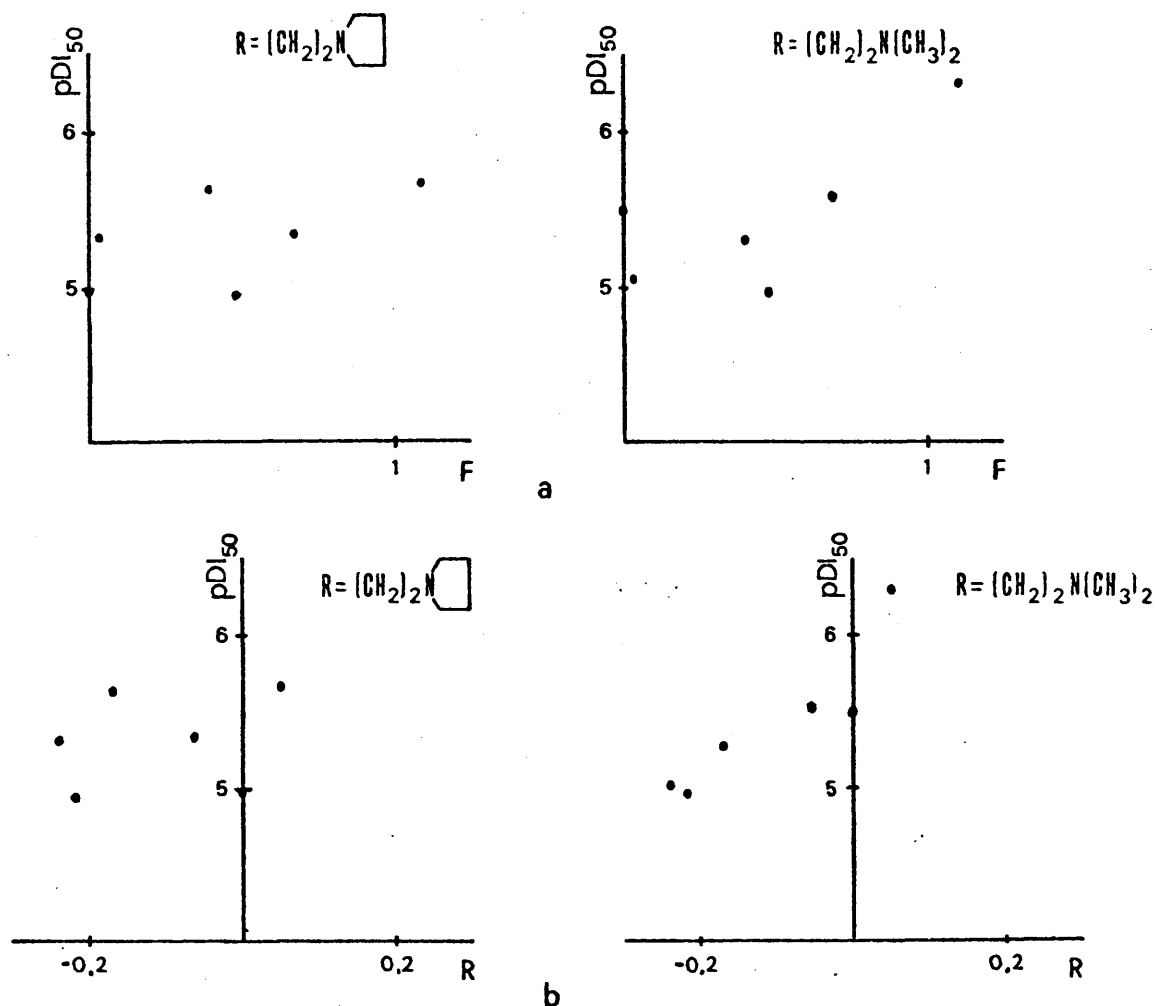 pDI50
R=(CH2)2N
6
5
1
F
pDI50
R=(CH2)2N(CH3)2
6
5
1
F
a
pDI50
R=(CH2)2N
6
5
-0.2
0.2
R
pDI50
R=(CH2)2N(CH3)2
6
5
-0.2
0.2
R
b